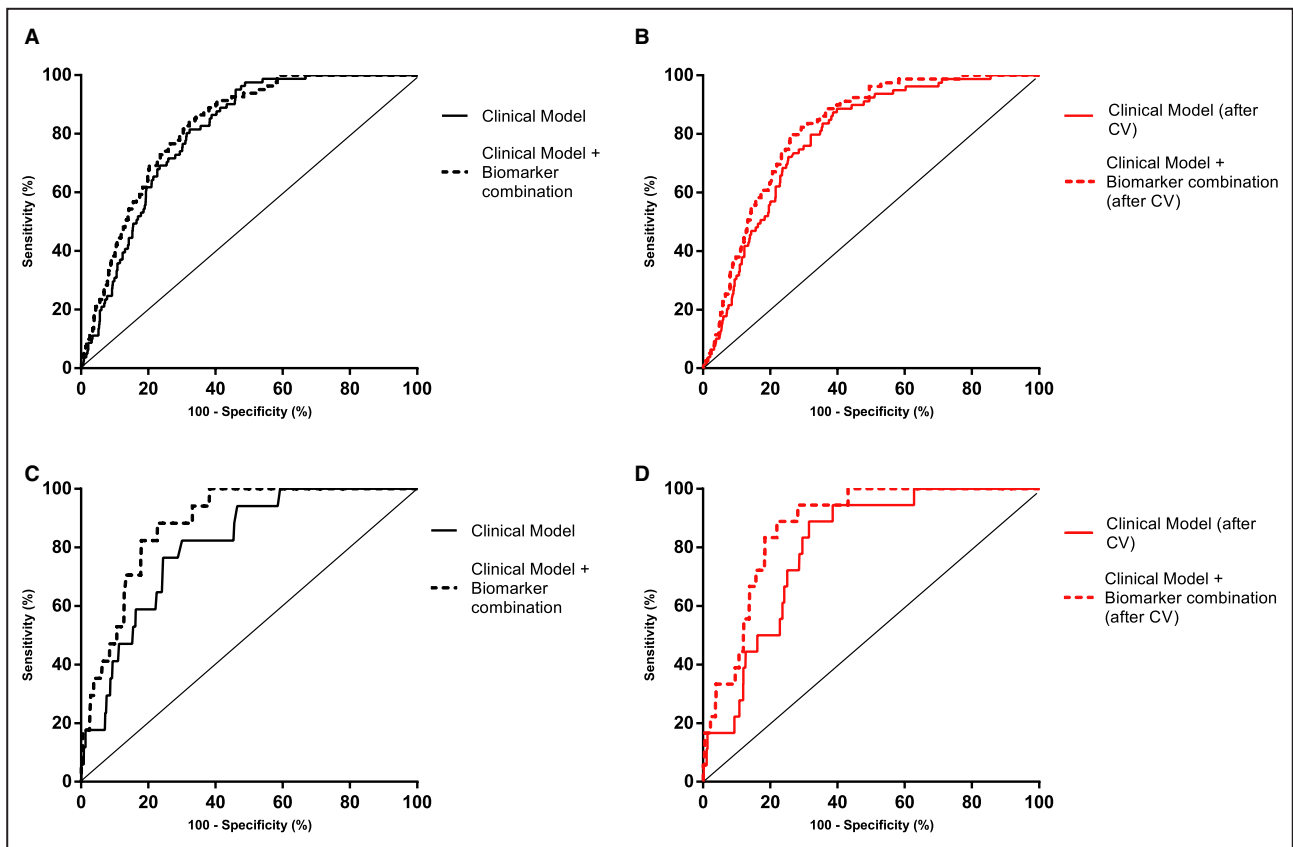 A
100
80
60
40
20
0
Sensitivity (%)
0 20 40 60 80 100
100 - Specificity (%)
Clinical Model
Clinical Model +
Biomarker
combination
B
100
80
60
40
20
0
Sensitivity (%)
0 20 40 60 80 100
100 - Specificity (%)
Clinical Model (after
CV)
Clinical Model +
Biomarker combination
(after CV)
C
100
80
60
40
20
0
Sensitivity (%)
0 20 40 60 80 100
100 - Specificity (%)
Clinical Model
Clinical Model +
Biomarker
combination
D
100
80
60
40
20
0
Sensitivity (%)
0 20 40 60 80 100
100 - Specificity (%)
Clinical Model (after
CV)
Clinical Model +
Biomarker combination
(after CV)